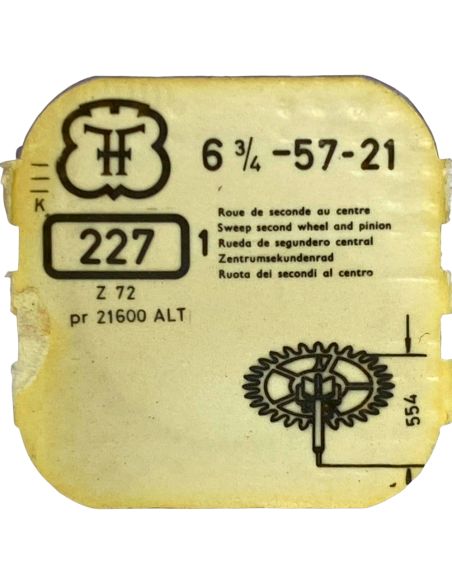 HF
6 ¾ -57-21
K
227 1
Roue de seconde au centre
Sweep second wheel and pinion
Rueda de segundero central
Zentrumsekundenrad
Ruota dei secondi al centro
Z 72
pr 21600 ALT
554